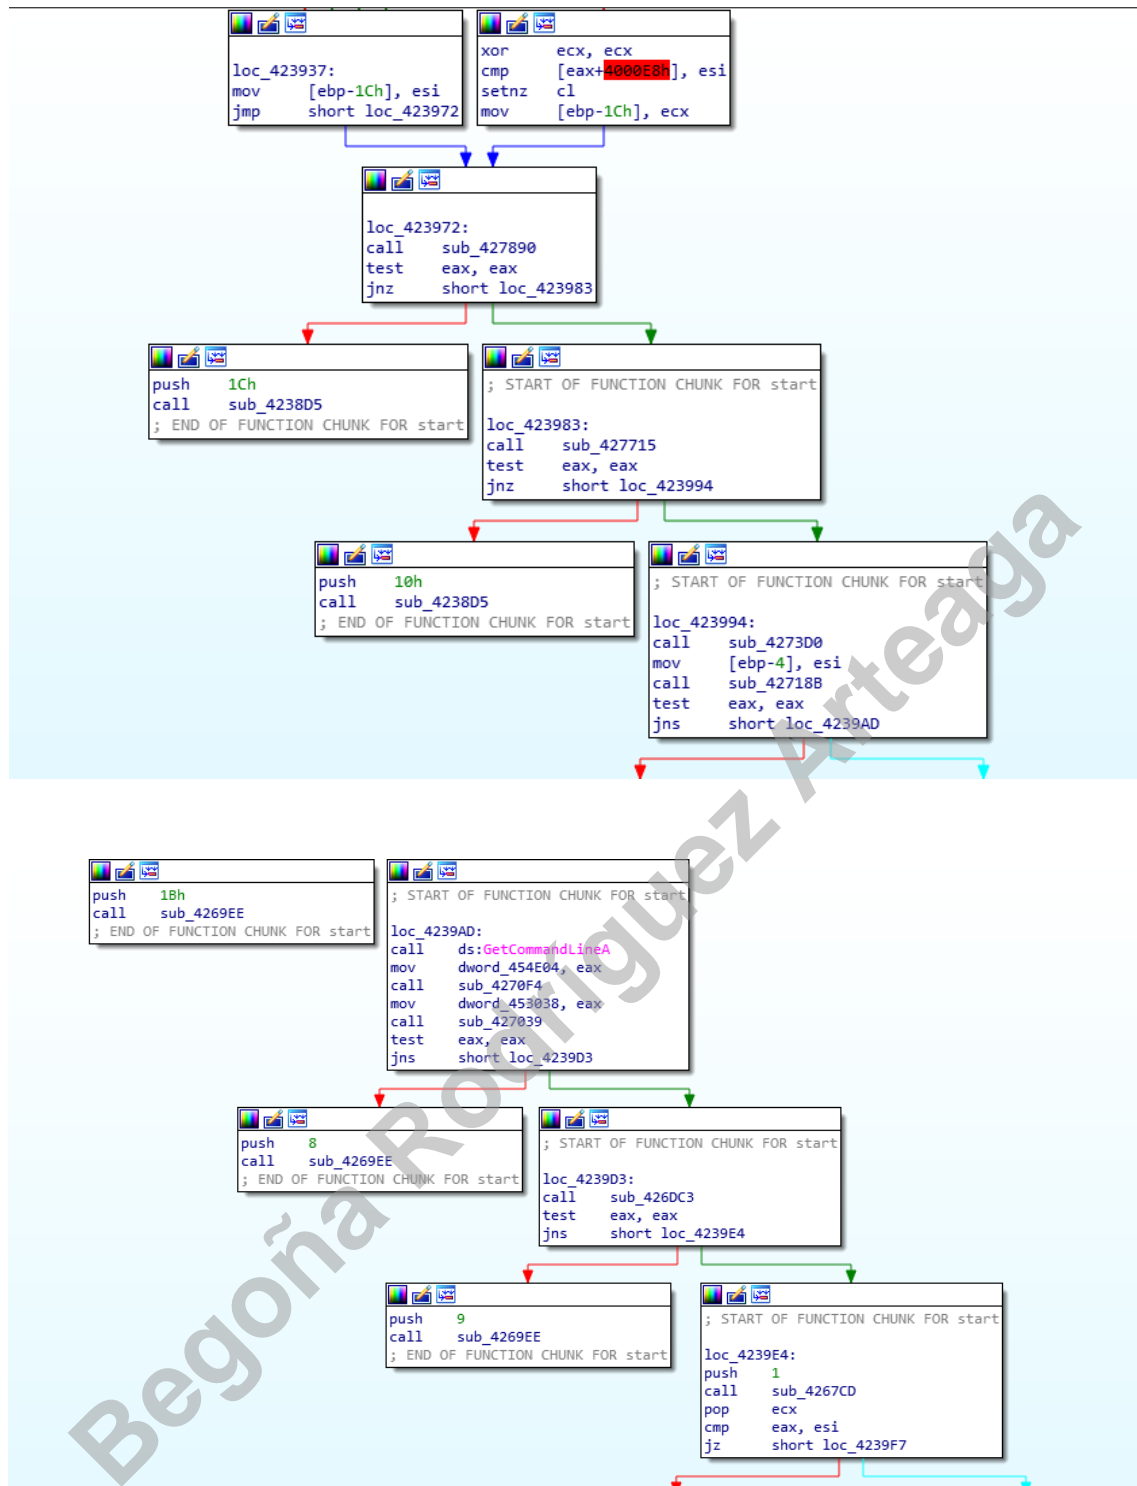 loc_423937:
mov [ebp-1Ch], esi
jmp short loc_423972
xor ecx, ecx
cmp [eax+4000E8h], esi
setnz cl
mov [ebp-1Ch], ecx
loc_423972:
call sub_427890
test eax, eax
jnz short loc_423983
push 1Ch
call sub_4238D5
; END OF FUNCTION CHUNK FOR start
; START OF FUNCTION CHUNK FOR start
loc_423983:
call sub_427715
test eax, eax
jnz short loc_423994
push 10h
call sub_4238D5
; END OF FUNCTION CHUNK FOR start
; START OF FUNCTION CHUNK FOR start
loc_423994:
call sub_4273D0
mov [ebp-4], esi
call sub_42718B
test eax, eax
jns short loc_4239AD
push 1Bh
call sub_4269EE
; END OF FUNCTION CHUNK FOR start
; START OF FUNCTION CHUNK FOR start
loc_4239AD:
call ds:GetCommandLineA
mov dword_454E04, eax
call sub_4270F4
mov dword_453038, eax
call sub_427039
test eax, eax
jns short loc_4239D3
push 8
call sub_4269EE
; END OF FUNCTION CHUNK FOR start
; START OF FUNCTION CHUNK FOR start
loc_4239D3:
call sub_426DC3
test eax, eax
jns short loc_4239E4
push 9
call sub_4269EE
; END OF FUNCTION CHUNK FOR start
; START OF FUNCTION CHUNK FOR start
loc_4239E4:
push 1
call sub_4267CD
pop ecx
cmp eax, esi
jz short loc_4239F7
Begoña Rodríguez Arteaga